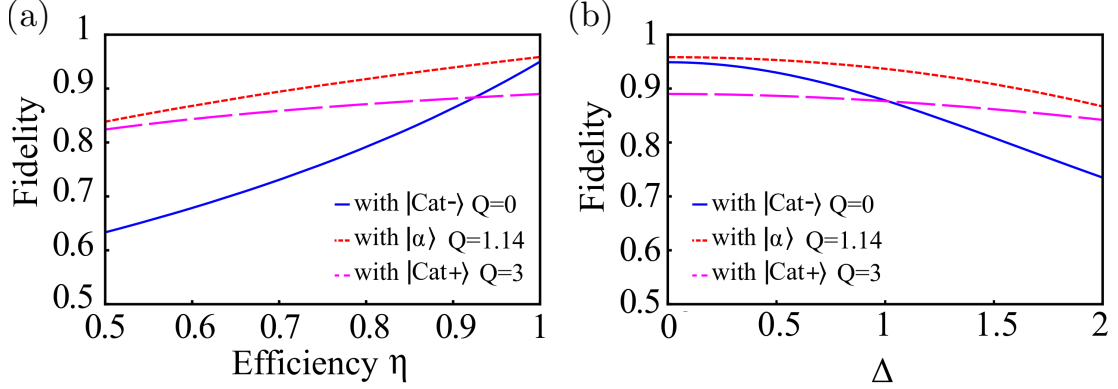 (a)
1
0.9
0.8
0.7
0.6
0.5
Fidelity
with |Cat-⟩ Q=0
with |α⟩ Q=1.14
with |Cat+⟩ Q=3
0.5 0.6 0.7 0.8 0.9 1
Efficiency η
(b)
1
0.9
0.8
0.7
0.6
0.5
Fidelity
with |Cat-⟩ Q=0
with |α⟩ Q=1.14
with |Cat+⟩ Q=3
0 0.5 1 1.5 2
Δ